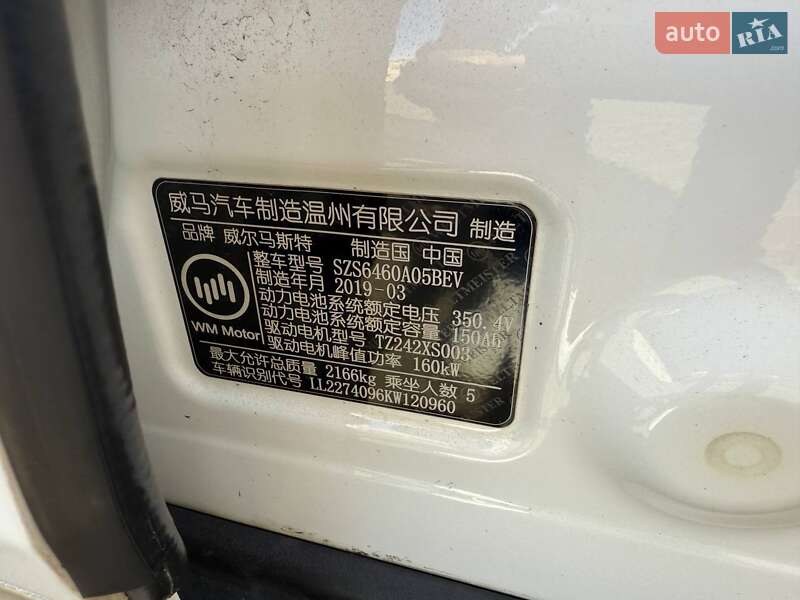 auto RIA.com
威马汽车制造温州有限公司 制造
品牌 威尔马斯特 制造国 中国
整车型号 SZS6460A05BEV
制造年月 2019-03
动力电池系统额定电压 350.4V
动力电池系统额定容量 150Ah
驱动电机型号 TZ242XS003
驱动电机峰值功率 160kW
最大允许总质量 2166kg 乘坐人数 5
车辆识别代号 LL2274096KW120960
WM Motor